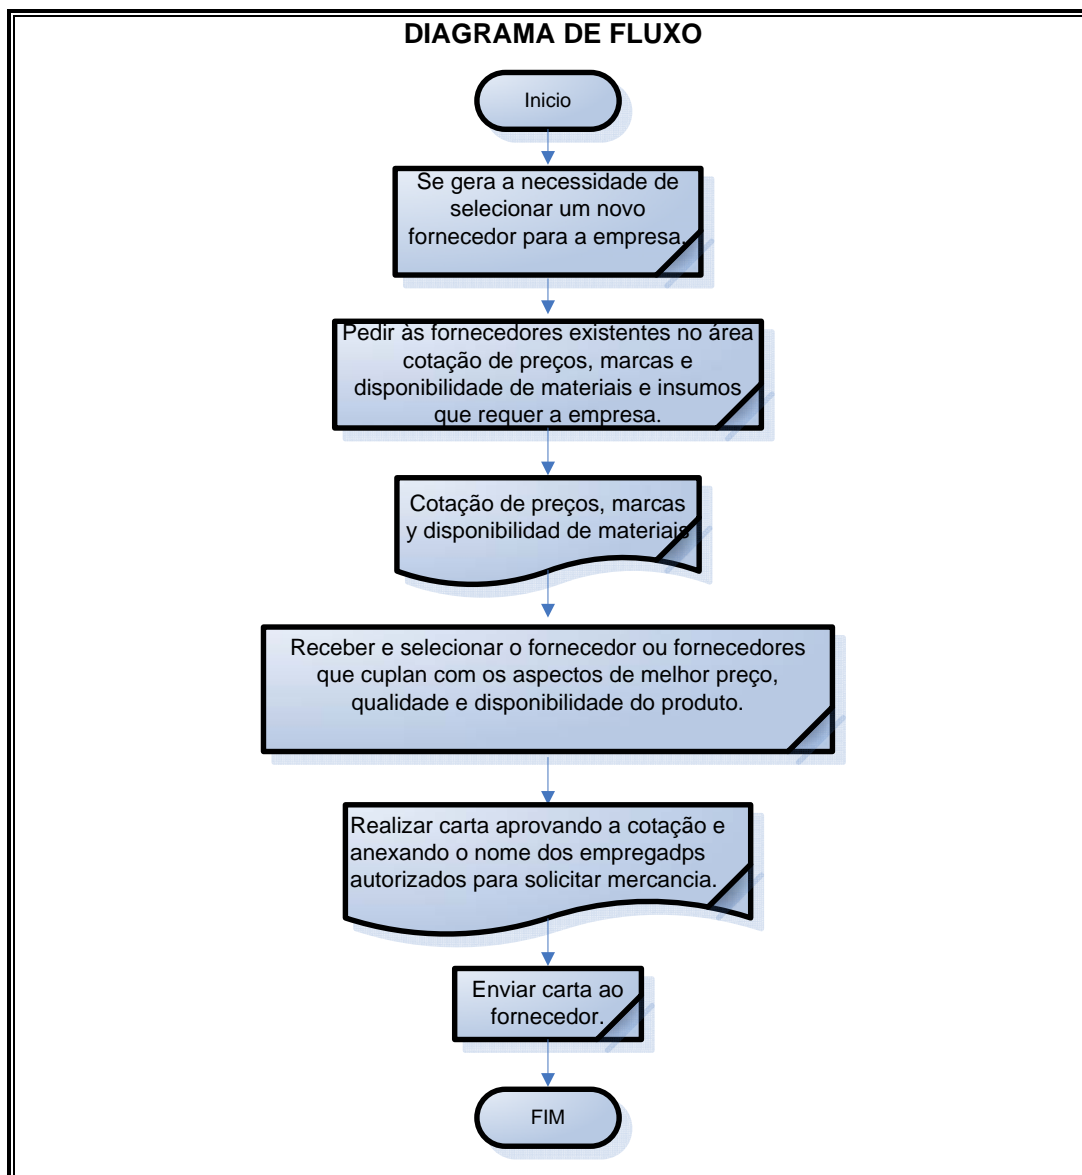 DIAGRAMA DE FLUXO
Inicio
Se gera a necessidade de
selecionar um novo
fornecedor para a empresa.
Pedir às fornecedores existentes no área
cotação de preços, marcas e
disponibilidade de materiais e insumos
que requer a empresa.
Cotação de preços, marcas
y disponibilidad de materiais
Receber e selecionar o fornecedor ou fornecedores
que cuplan com os aspectos de melhor preço,
qualidade e disponibilidade do produto.
Realizar carta aprovando a cotação e
anexando o nome dos empregadps
autorizados para solicitar mercancia.
Enviar carta ao
fornecedor.
FIM